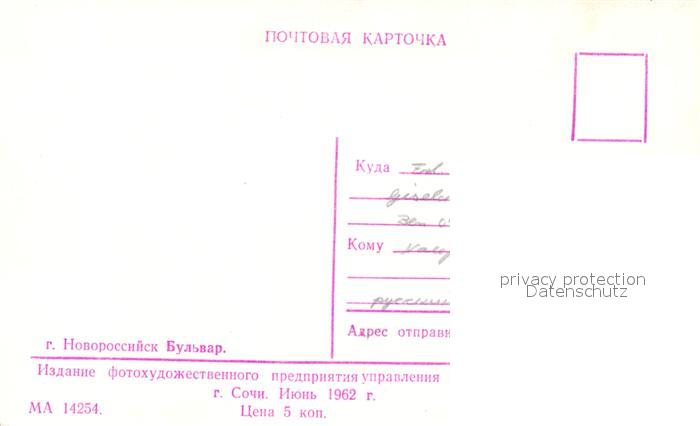 ПОЧТОВАЯ КАРТОЧКА
Куда
Кому
Адрес отправи
г. Новороссийск Бульвар.
Издание фотохудожественного предприятия управления
г. Сочи. Июнь 1962 г.
МА 14254. Цена 5 коп.
privacy protection
Datenschutz